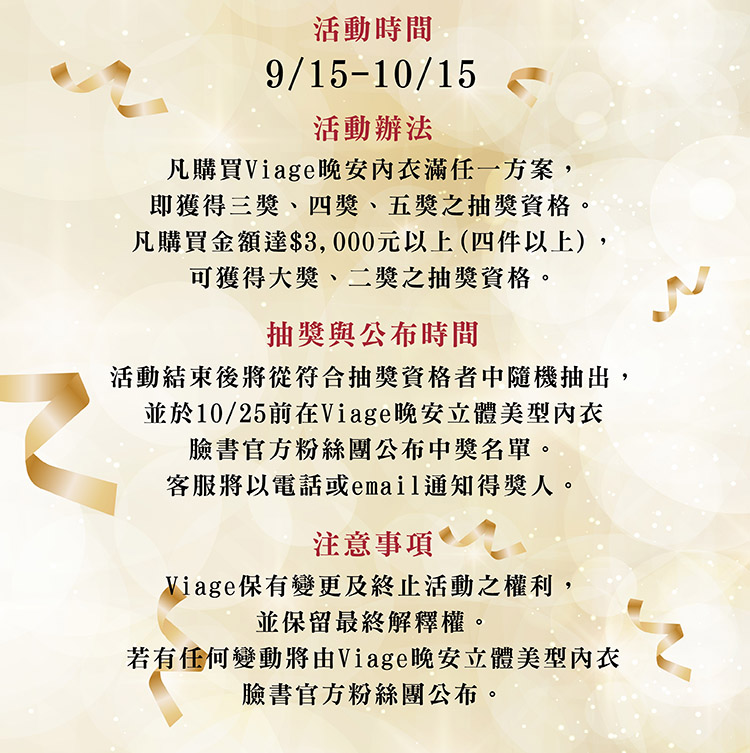 活動時間
9/15-10/15
活動辦法
凡購買Viage晚安內衣滿任一方案，
即獲得三獎、四獎、五獎之抽獎資格。
凡購買金額達$3,000元以上(四件以上)，
可獲得大獎、二獎之抽獎資格。
抽獎與公布時間
活動結束後將從符合抽獎資格者中隨機抽出，
並於10/25前在Viage晚安立體美型內衣
臉書官方粉絲團公布中獎名單。
客服將以電話或email通知得獎人。
注意事項
Viage保有變更及終止活動之權利，
並保留最終解釋權。
若有任何變動將由Viage晚安立體美型內衣
臉書官方粉絲團公布。